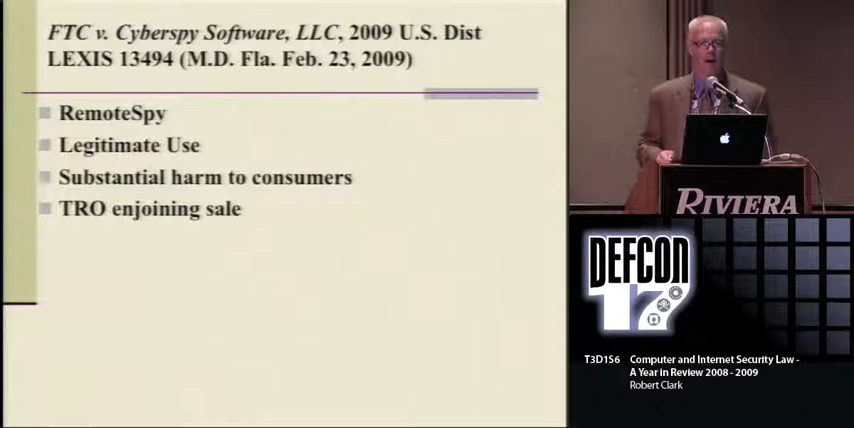 FTC v. Cyberspy Software, LLC, 2009 U.S. Dist
LEXIS 13494 (M.D. Fla. Feb. 23, 2009)
RemoteSpy
Legitimate Use
Substantial harm to consumers
TRO enjoining sale
RIVIERA
DEFCON
17
T3D1S6 Computer and Internet Security Law -
A Year in Review 2008 - 2009
Robert Clark